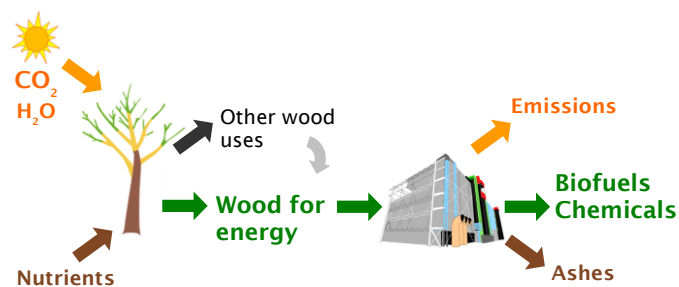 CO₂
H₂O
Other wood
uses
Emissions
Wood for
energy
Biofuels
Chemicals
Nutrients
Ashes